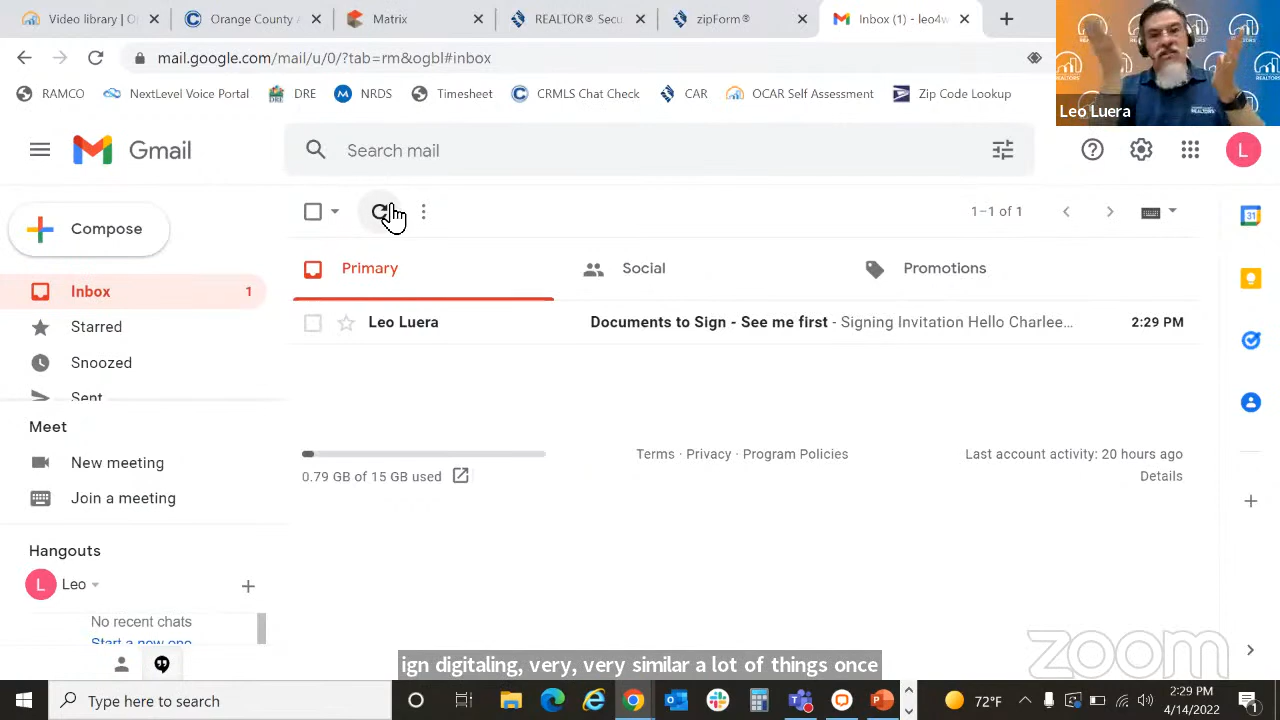 Video library | O
Orange County
Matrix
REALTOR® Secu
zipForm®
Inbox (1) - leo4w
mail.google.com/mail/u/0/?tab=rm&ogbl#inbox
RAMCO
NextLevel Voice Portal
DRE
NRDS
Timesheet
CRMLS Chat Check
CAR
OCAR Self Assessment
Zip Code Lookup
Leo Luera
Gmail
Search mail
L
Compose
1–1 of 1
31
Primary
Social
Promotions
Inbox 1
Leo Luera Documents to Sign - See me first - Signing Invitation Hello Charlee… 2:29 PM
Starred
Snoozed
Sent
Meet
New meeting
Join a meeting
0.79 GB of 15 GB used
Terms · Privacy · Program Policies
Last account activity: 20 hours ago
Details
Hangouts
L Leo
No recent chats
Start a new one
zoom
ign digitaling, very, very similar a lot of things once
Type here to search
72°F
2:29 PM
4/14/2022
1